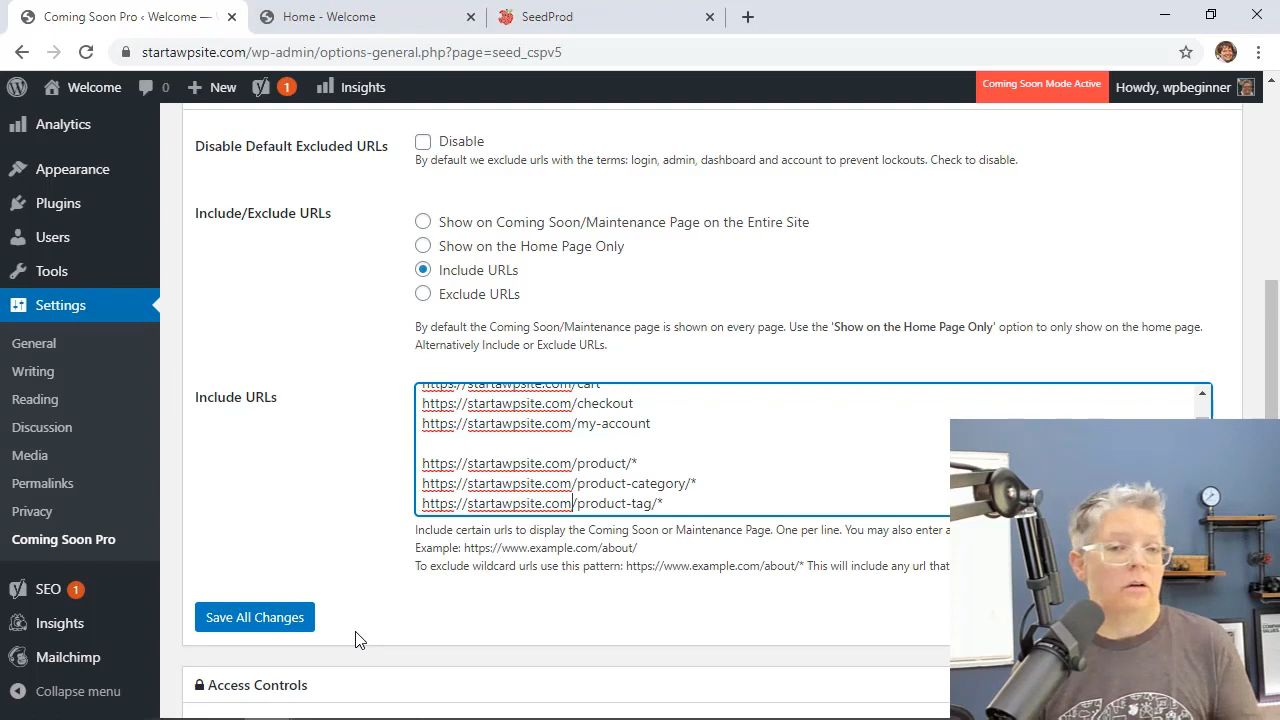 Coming Soon Pro ‹ Welcome —
Home - Welcome
SeedProd
startawpsite.com/wp-admin/options-general.php?page=seed_cspv5
Welcome
0
New
1
Insights
Coming Soon Mode Active
Howdy, wpbeginner
Analytics
Appearance
Plugins
Users
Tools
Settings
General
Writing
Reading
Discussion
Media
Permalinks
Privacy
Coming Soon Pro
SEO 1
Insights
Mailchimp
Collapse menu
Disable Default Excluded URLs
Disable
By default we exclude urls with the terms: login, admin, dashboard and account to prevent lockouts. Check to disable.
Include/Exclude URLs
Show on Coming Soon/Maintenance Page on the Entire Site
Show on the Home Page Only
Include URLs
Exclude URLs
By default the Coming Soon/Maintenance page is shown on every page. Use the 'Show on the Home Page Only' option to only show on the home page.
Alternatively Include or Exclude URLs.
Include URLs
https://startawpsite.com/cart
https://startawpsite.com/checkout
https://startawpsite.com/my-account
https://startawpsite.com/product/*
https://startawpsite.com/product-category/*
https://startawpsite.com/product-tag/*
Include certain urls to display the Coming Soon or Maintenance Page. One per line. You may also enter a
Example: https://www.example.com/about/
To exclude wildcard urls use this pattern: https://www.example.com/about/* This will include any url that
Save All Changes
Access Controls